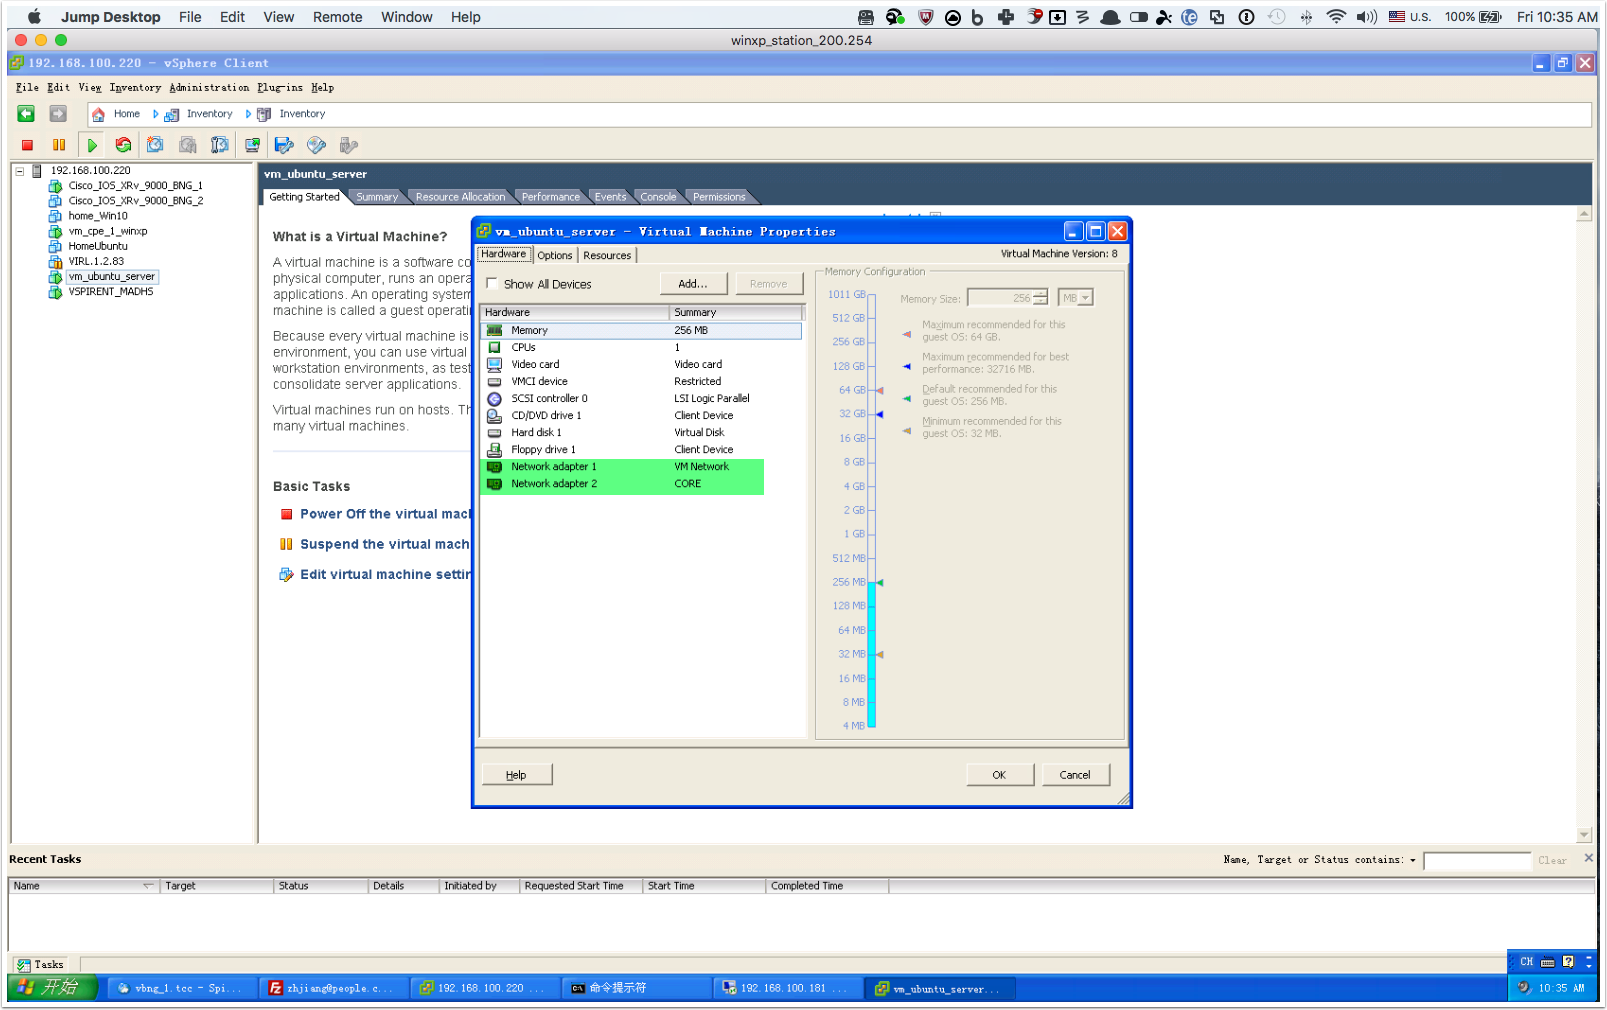 Jump Desktop File Edit View Remote Window Help U.S. 100% Fri 10:35 AM
winxp_station_200.254
192.168.100.220 - vSphere Client
File Edit View Inventory Administration Plug-ins Help
Home Inventory Inventory
192.168.100.220
Cisco_IOS_XRv_9000_BNG_1
Cisco_IOS_XRv_9000_BNG_2
home_Win10
vm_cpe_1_winxp
HomeUbuntu
VIRL.1.2.83
vm_ubuntu_server
VSPIRENT_MADHS
vm_ubuntu_server
Getting Started Summary Resource Allocation Performance Events Console Permissions
What is a Virtual Machine?
A virtual machine is a software co
physical computer, runs an opera
applications. An operating system
machine is called a guest operati
Because every virtual machine is
environment, you can use virtual
workstation environments, as test
consolidate server applications.
Virtual machines run on hosts. Th
many virtual machines.
Basic Tasks
Power Off the virtual macl
Suspend the virtual mach
Edit virtual machine settir
vm_ubuntu_server - Virtual Machine Properties
Hardware Options Resources
Virtual Machine Version: 8
Show All Devices Add... Remove
Hardware Summary
Memory 256 MB
CPUs 1
Video card Video card
VMCI device Restricted
SCSI controller 0 LSI Logic Parallel
CD/DVD drive 1 Client Device
Hard disk 1 Virtual Disk
Floppy drive 1 Client Device
Network adapter 1 VM Network
Network adapter 2 CORE
Memory Configuration
1011 GB
512 GB
256 GB
128 GB
64 GB
32 GB
16 GB
8 GB
4 GB
2 GB
1 GB
512 MB
256 MB
128 MB
64 MB
32 MB
16 MB
8 MB
4 MB
Memory Size: 256 MB
Maximum recommended for this
guest OS: 64 GB.
Maximum recommended for best
performance: 32716 MB.
Default recommended for this
guest OS: 256 MB.
Minimum recommended for this
guest OS: 32 MB.
Help OK Cancel
Recent Tasks
Name, Target or Status contains: Clear
Name Target Status Details Initiated by Requested Start Time Start Time Completed Time
Tasks
CH
开始 vbng_1.tcc - Spi... zhjiang@people.c... 192.168.100.220 ... 命令提示符 192.168.100.181 ... vm_ubuntu_server... 10:35 AM